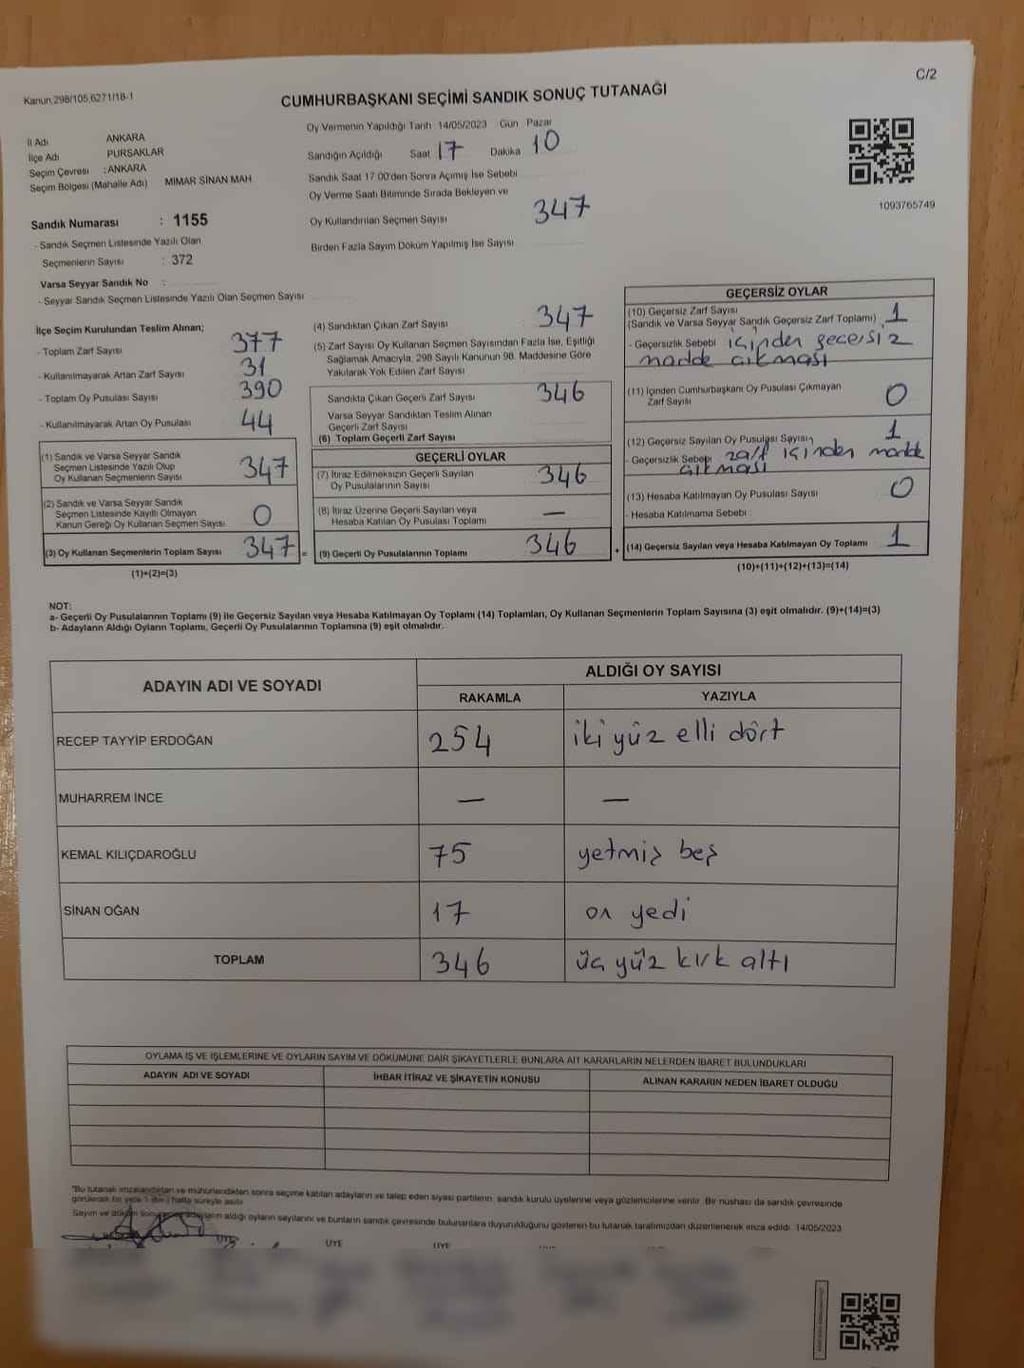 C/2
Kanun,298/105,6271/18-1
CUMHURBAŞKANI SEÇİMİ SANDIK SONUÇ TUTANAĞI
İl Adı ANKARA
İlçe Adı PURSAKLAR
Seçim Çevresi :ANKARA
Seçim Bölgesi (Mahalle Adı) MİMAR SİNAN MAH
Oy Vermenin Yapıldığı Tarih 14/05/2023 Gün Pazar
Sandığın Açıldığı Saat 17 Dakika 10
Sandık Saat 17:00'den Sonra Açılmış İse Sebebi
Oy Verme Saati Bitiminde Sırada Bekleyen ve
Oy Kullandırılan Seçmen Sayısı 347
Birden Fazla Sayım Döküm Yapılmış İse Sayısı
1093765749
Sandık Numarası : 1155
- Sandık Seçmen Listesinde Yazılı Olan
Seçmenlerin Sayısı : 372
Varsa Seyyar Sandık No :
- Seyyar Sandık Seçmen Listesinde Yazılı Olan Seçmen Sayısı
İlçe Seçim Kurulundan Teslim Alınan;
- Toplam Zarf Sayısı 377
- Kullanılmayarak Artan Zarf Sayısı 31
- Toplam Oy Pusulası Sayısı 390
- Kullanılmayarak Artan Oy Pusulası 44
(1) Sandık ve Varsa Seyyar Sandık
Seçmen Listesinde Yazılı Olup
Oy Kullanan Seçmenlerin Sayısı 347
(2) Sandık ve Varsa Seyyar Sandık
Seçmen Listesinde Kayıtlı Olmayan
Kanun Gereği Oy Kullanan Seçmen Sayısı 0
(3) Oy Kullanan Seçmenlerin Toplam Sayısı 347 =
(1)+(2)=(3)
(4) Sandıktan Çıkan Zarf Sayısı 347
(5) Zarf Sayısı Oy Kullanan Seçmen Sayısından Fazla İse, Eşitliği
Sağlamak Amacıyla, 298 Sayılı Kanunun 98. Maddesine Göre
Yakılarak Yok Edilen Zarf Sayısı
Sandıkta Çıkan Geçerli Zarf Sayısı 346
Varsa Seyyar Sandıktan Teslim Alınan
Geçerli Zarf Sayısı
(6) Toplam Geçerli Zarf Sayısı
GEÇERLİ OYLAR
(7) İtiraz Edilmeksizin Geçerli Sayılan
Oy Pusulalarının Sayısı 346
(8) İtiraz Üzerine Geçerli Sayılan veya
Hesaba Katılan Oy Pusulası Toplamı —
(9) Geçerli Oy Pusulalarının Toplamı 346 +
GEÇERSİZ OYLAR
(10) Geçersiz Zarf Sayısı
(Sandık ve Varsa Seyyar Sandık Geçersiz Zarf Toplamı) 1
- Geçersizlik Sebebi içinden geçersiz
madde çıkması
(11) İçinden Cumhurbaşkanı Oy Pusulası Çıkmayan
Zarf Sayısı 0
(12) Geçersiz Sayılan Oy Pusulası Sayısı 1
- Geçersizlik Sebebi zarf içinden madde
çıkması
(13) Hesaba Katılmayan Oy Pusulası Sayısı 0
- Hesaba Katılmama Sebebi
(14) Geçersiz Sayılan veya Hesaba Katılmayan Oy Toplamı 1
(10)+(11)+(12)+(13)=(14)
NOT:
a- Geçerli Oy Pusulalarının Toplamı (9) ile Geçersiz Sayılan veya Hesaba Katılmayan Oy Toplamı (14) Toplamları, Oy Kullanan Seçmenlerin Toplam Sayısına (3) eşit olmalıdır. (9)+(14)=(3)
b- Adayların Aldığı Oyların Toplamı, Geçerli Oy Pusulalarının Toplamına (9) eşit olmalıdır.
ADAYIN ADI VE SOYADI ALDIĞI OY SAYISI
RAKAMLA YAZIYLA
RECEP TAYYİP ERDOĞAN 254 iki yüz elli dört
MUHARREM İNCE — —
KEMAL KILIÇDAROĞLU 75 yetmiş beş
SİNAN OĞAN 17 on yedi
TOPLAM 346 üç yüz kırk altı
OYLAMA İŞ VE İŞLEMLERİNE VE OYLARIN SAYIM VE DÖKÜMÜNE DAİR ŞİKAYETLERLE BUNLARA AİT KARARLARIN NELERDEN İBARET BULUNDUKLARI
ADAYIN ADI VE SOYADI İHBAR İTİRAZ VE ŞİKAYETİN KONUSU ALINAN KARARIN NEDEN İBARET OLDUĞU
"Bu tutanak imzalandıktan ve mühürlendikten sonra seçime katılan adayların ve talep eden siyasi partilerin, sandık kurulu üyelerine veya gözlemcilerine verilir. Bir nüshası da sandık çevresinde
görülecek bir yere 1 (bir) hafta süreyle asılır.
Sayım ve döküm aldığı oyların sayılarını ve bunların sandık çevresinde bulunanlara duyurulduğunu gösteren bu tutanak tarafımızdan düzenlenerek imza edildi. 14/05/2023
ÜYE ÜYE